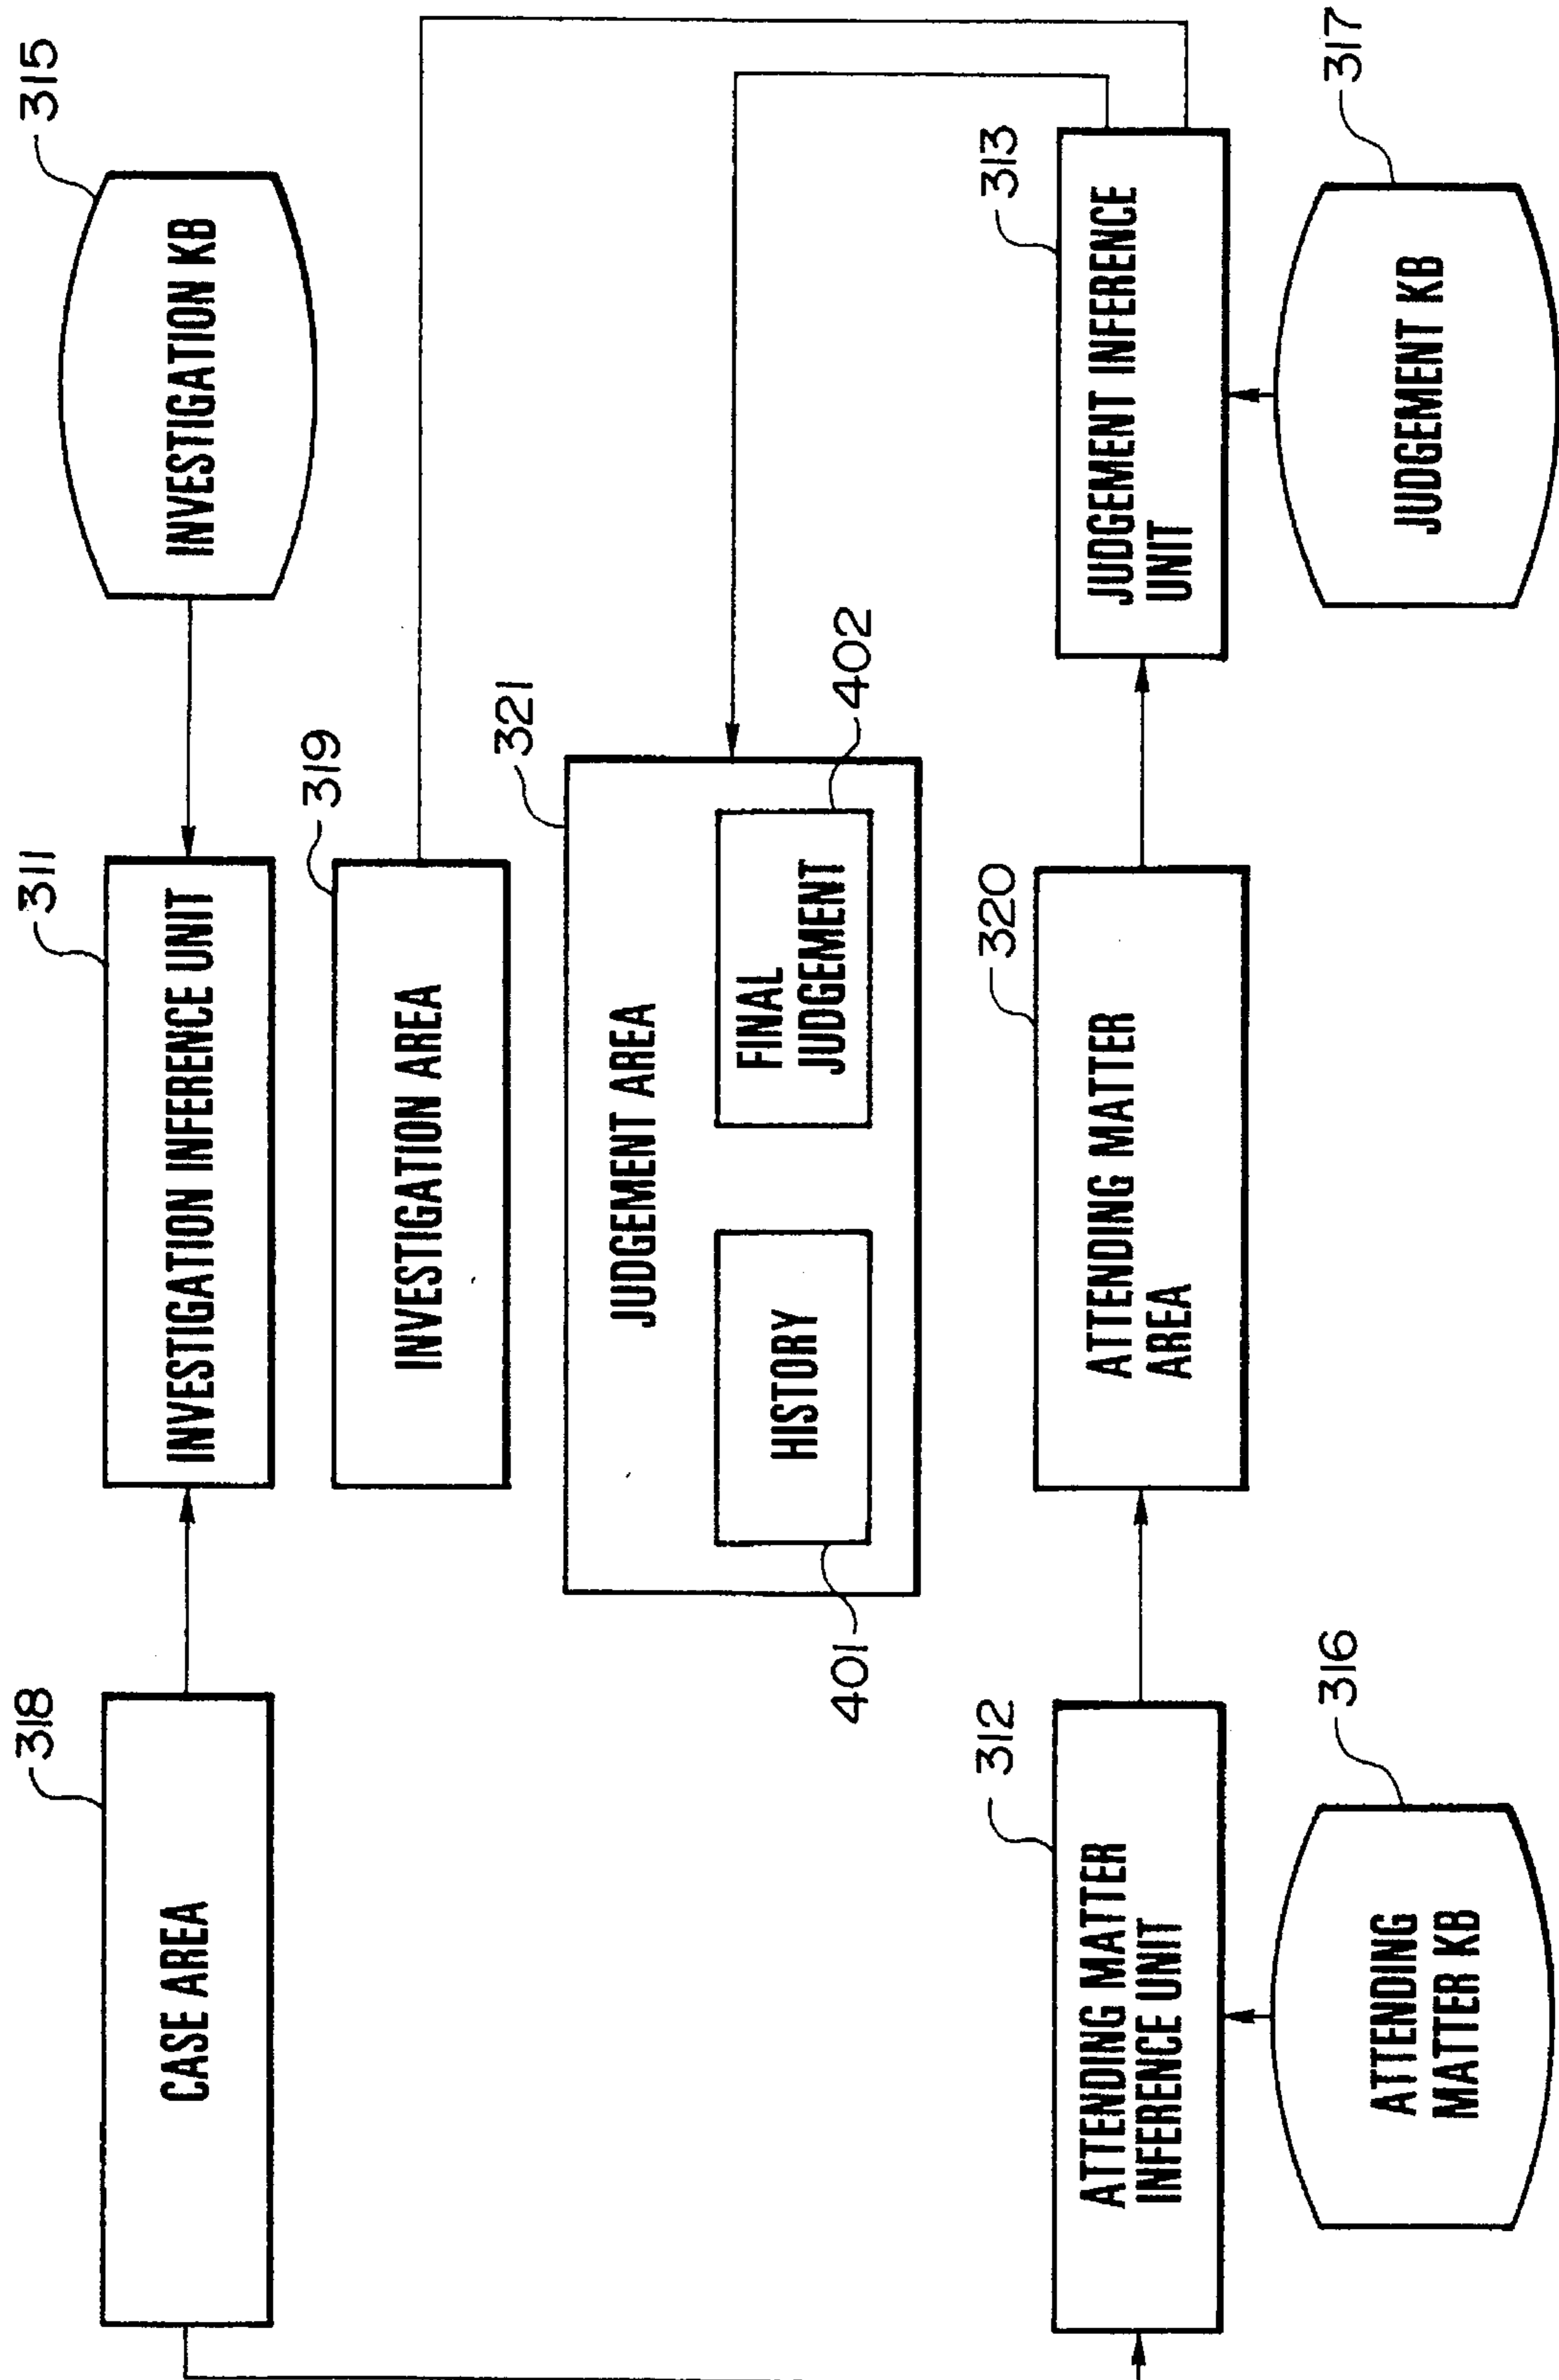 318
CASE AREA
311
INVESTIGATION INFERENCE UNIT
315
INVESTIGATION KB
319
INVESTIGATION AREA
321
JUDGEMENT AREA
HISTORY
401
FINAL
JUDGEMENT
402
312
ATTENDING MATTER
INFERENCE UNIT
320
ATTENDING MATTER
AREA
313
JUDGEMENT INFERENCE
UNIT
316
ATTENDING
MATTER KB
317
JUDGEMENT KB